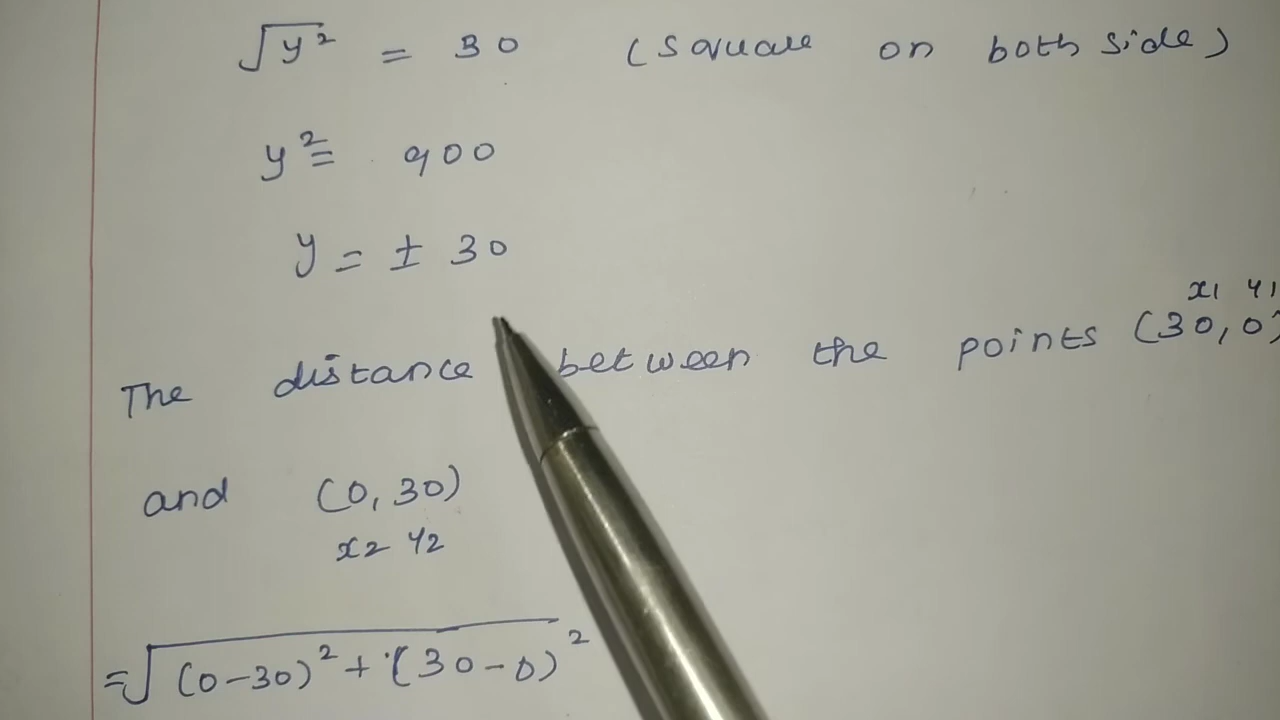 √y² = 30 (square on both side)
y² = 900
y = ± 30
x1 y1
The distance between the points (30,0)
and (0,30)
x2 y2
=√(0-30)² + (30-0)²